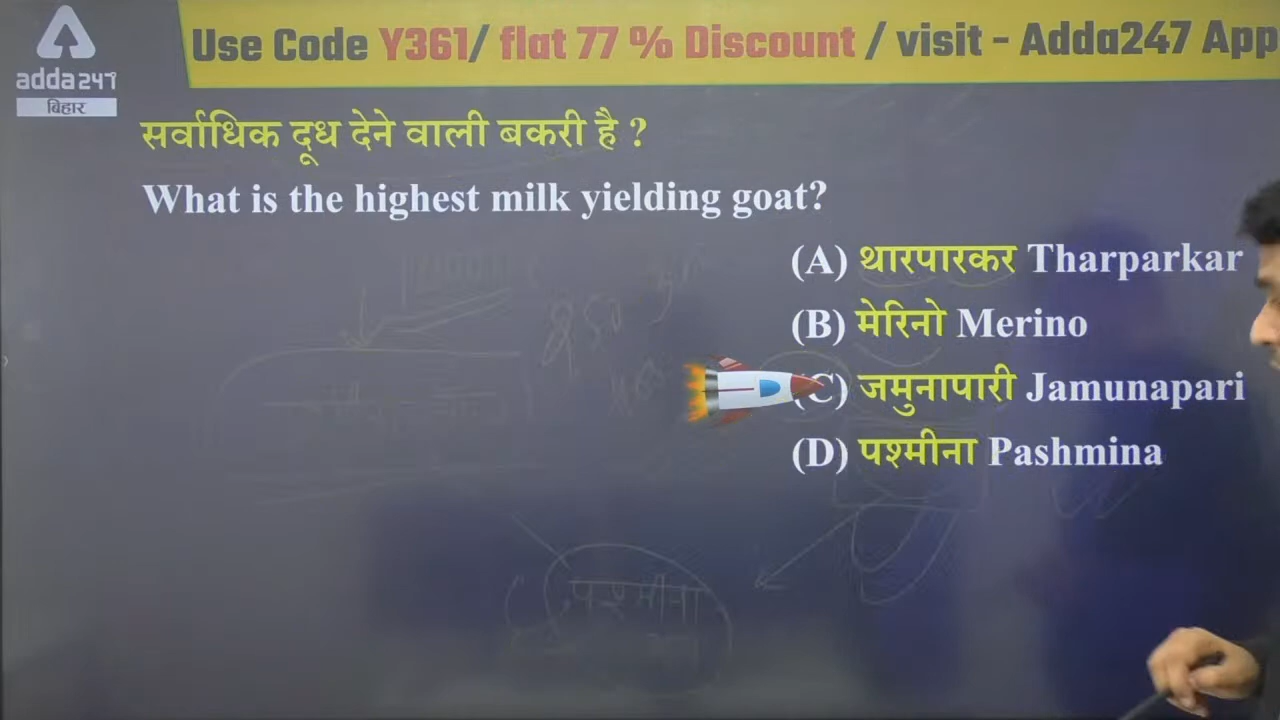 Use Code Y361/ flat 77 % Discount / visit - Adda247 App
adda247
बिहार
सर्वाधिक दूध देने वाली बकरी है ?
What is the highest milk yielding goat?
(A) थारपारकर Tharparkar
(B) मेरिनो Merino
(C) जमुनापारी Jamunapari
(D) पश्मीना Pashmina
पश्मीना